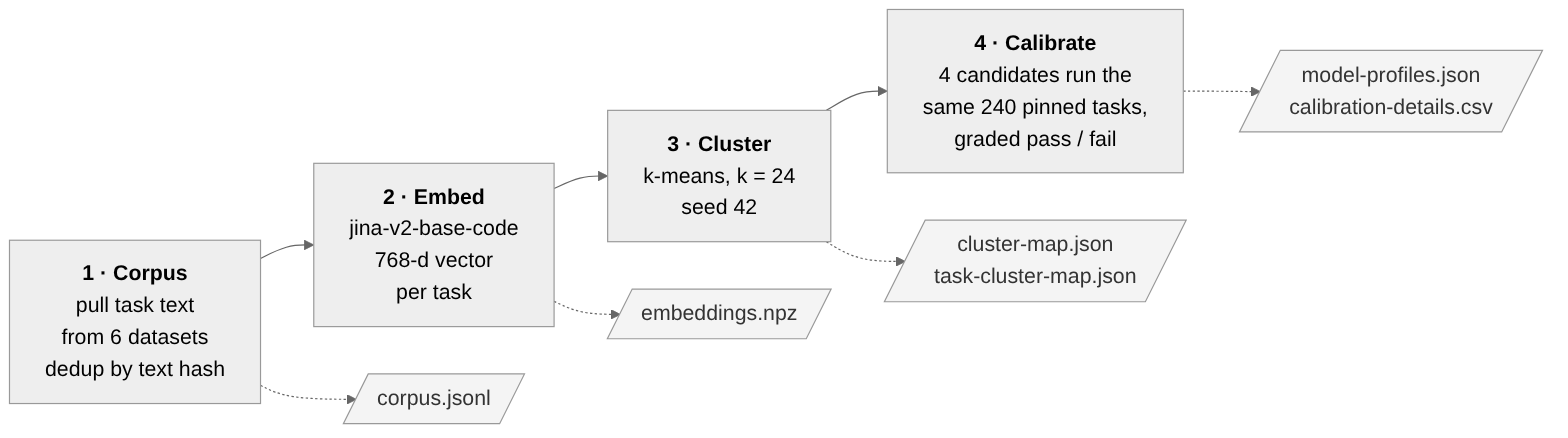 1 · Corpus
pull task text
from 6 datasets
dedup by text hash
corpus.jsonl
2 · Embed
jina-v2-base-code
768-d vector
per task
embeddings.npz
3 · Cluster
k-means, k = 24
seed 42
cluster-map.json
task-cluster-map.json
4 · Calibrate
4 candidates run the
same 240 pinned tasks,
graded pass / fail
model-profiles.json
calibration-details.csv